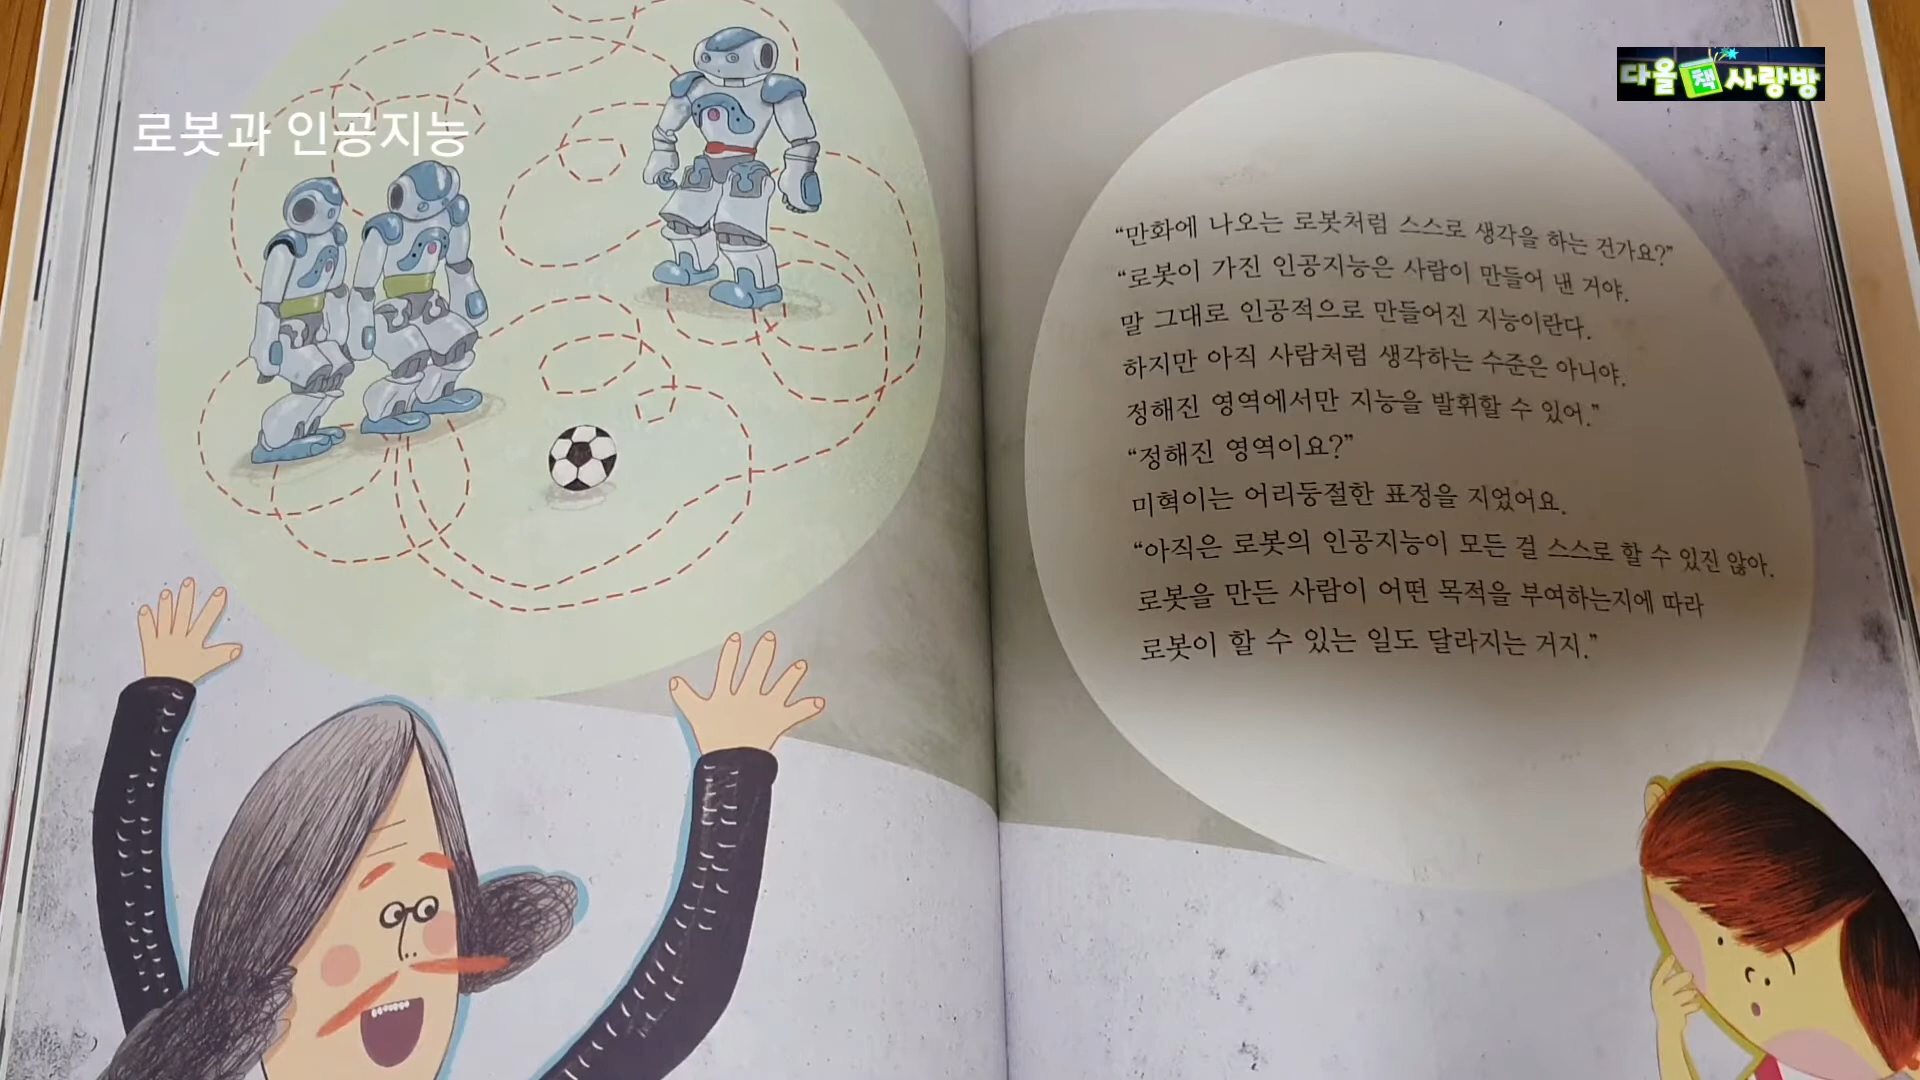 로봇과 인공지능
다올 책 사랑방
“만화에 나오는 로봇처럼 스스로 생각을 하는 건가요?”
“로봇이 가진 인공지능은 사람이 만들어 낸 거야.
말 그대로 인공적으로 만들어진 지능이란다.
하지만 아직 사람처럼 생각하는 수준은 아니야.
정해진 영역에서만 지능을 발휘할 수 있어.”
“정해진 영역이요?”
미혁이는 어리둥절한 표정을 지었어요.
“아직은 로봇의 인공지능이 모든 걸 스스로 할 수 있진 않아.
로봇을 만든 사람이 어떤 목적을 부여하는지에 따라
로봇이 할 수 있는 일도 달라지는 거지.”